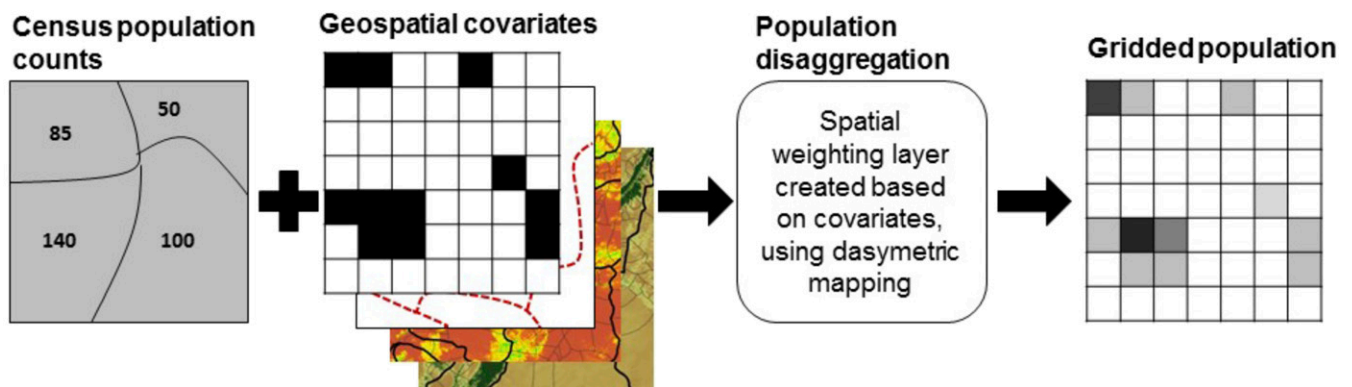 Census population
counts
85
50
140
100
Geospatial covariates
Population
disaggregation
Spatial
weighting layer
created based
on covariates,
using dasymetric
mapping
Gridded population